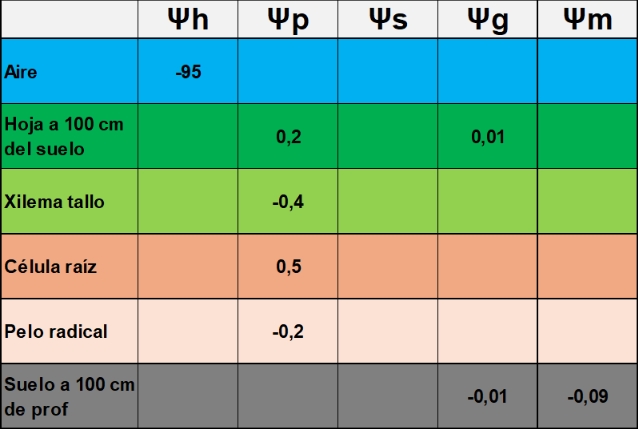 Ψh Ψp Ψs Ψg Ψm
Aire -95
Hoja a 100 cm
del suelo 0,2 0,01
Xilema tallo -0,4
Célula raíz 0,5
Pelo radical -0,2
Suelo a 100 cm
de prof -0,01 -0,09